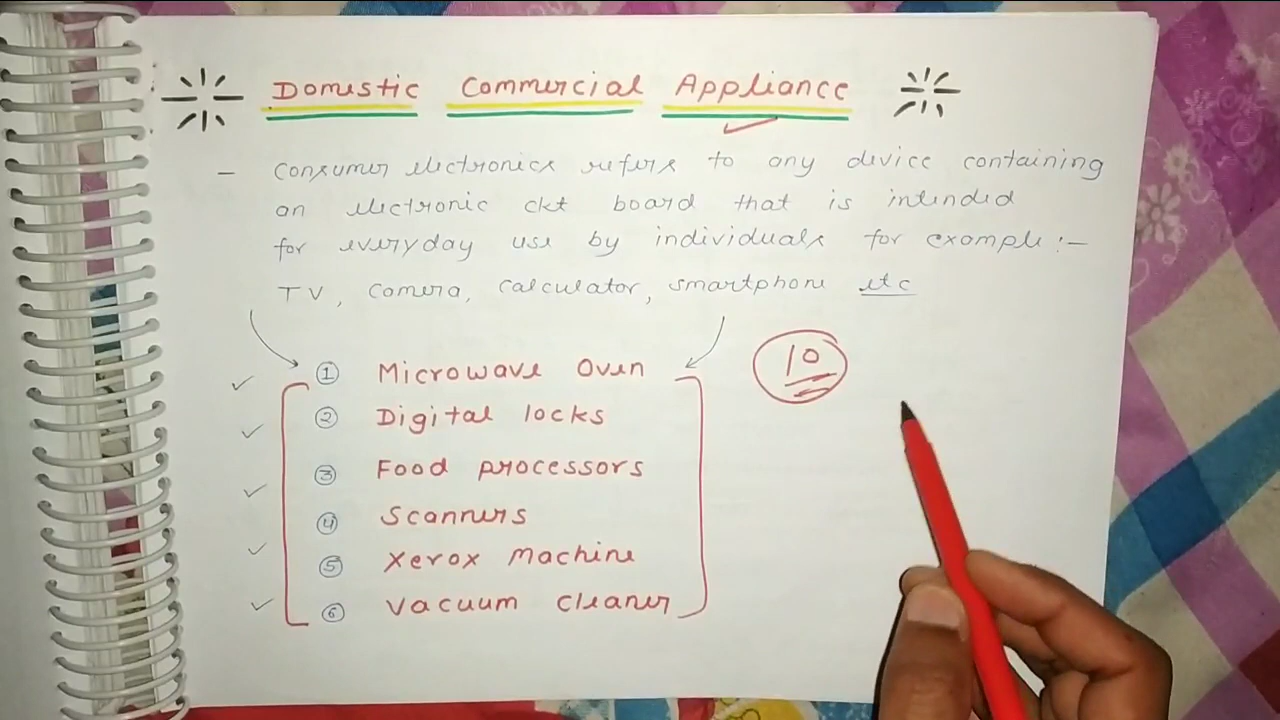 Domestic Commercial Appliance
- Consumer electronics refers to any device containing
an electronic ckt board that is intended
for everyday use by individuals for example :-
TV, Camera, Calculator, smartphone etc
① Microwave Oven
10
② Digital locks
③ Food processors
④ Scanners
⑤ Xerox Machine
⑥ Vacuum Cleaner